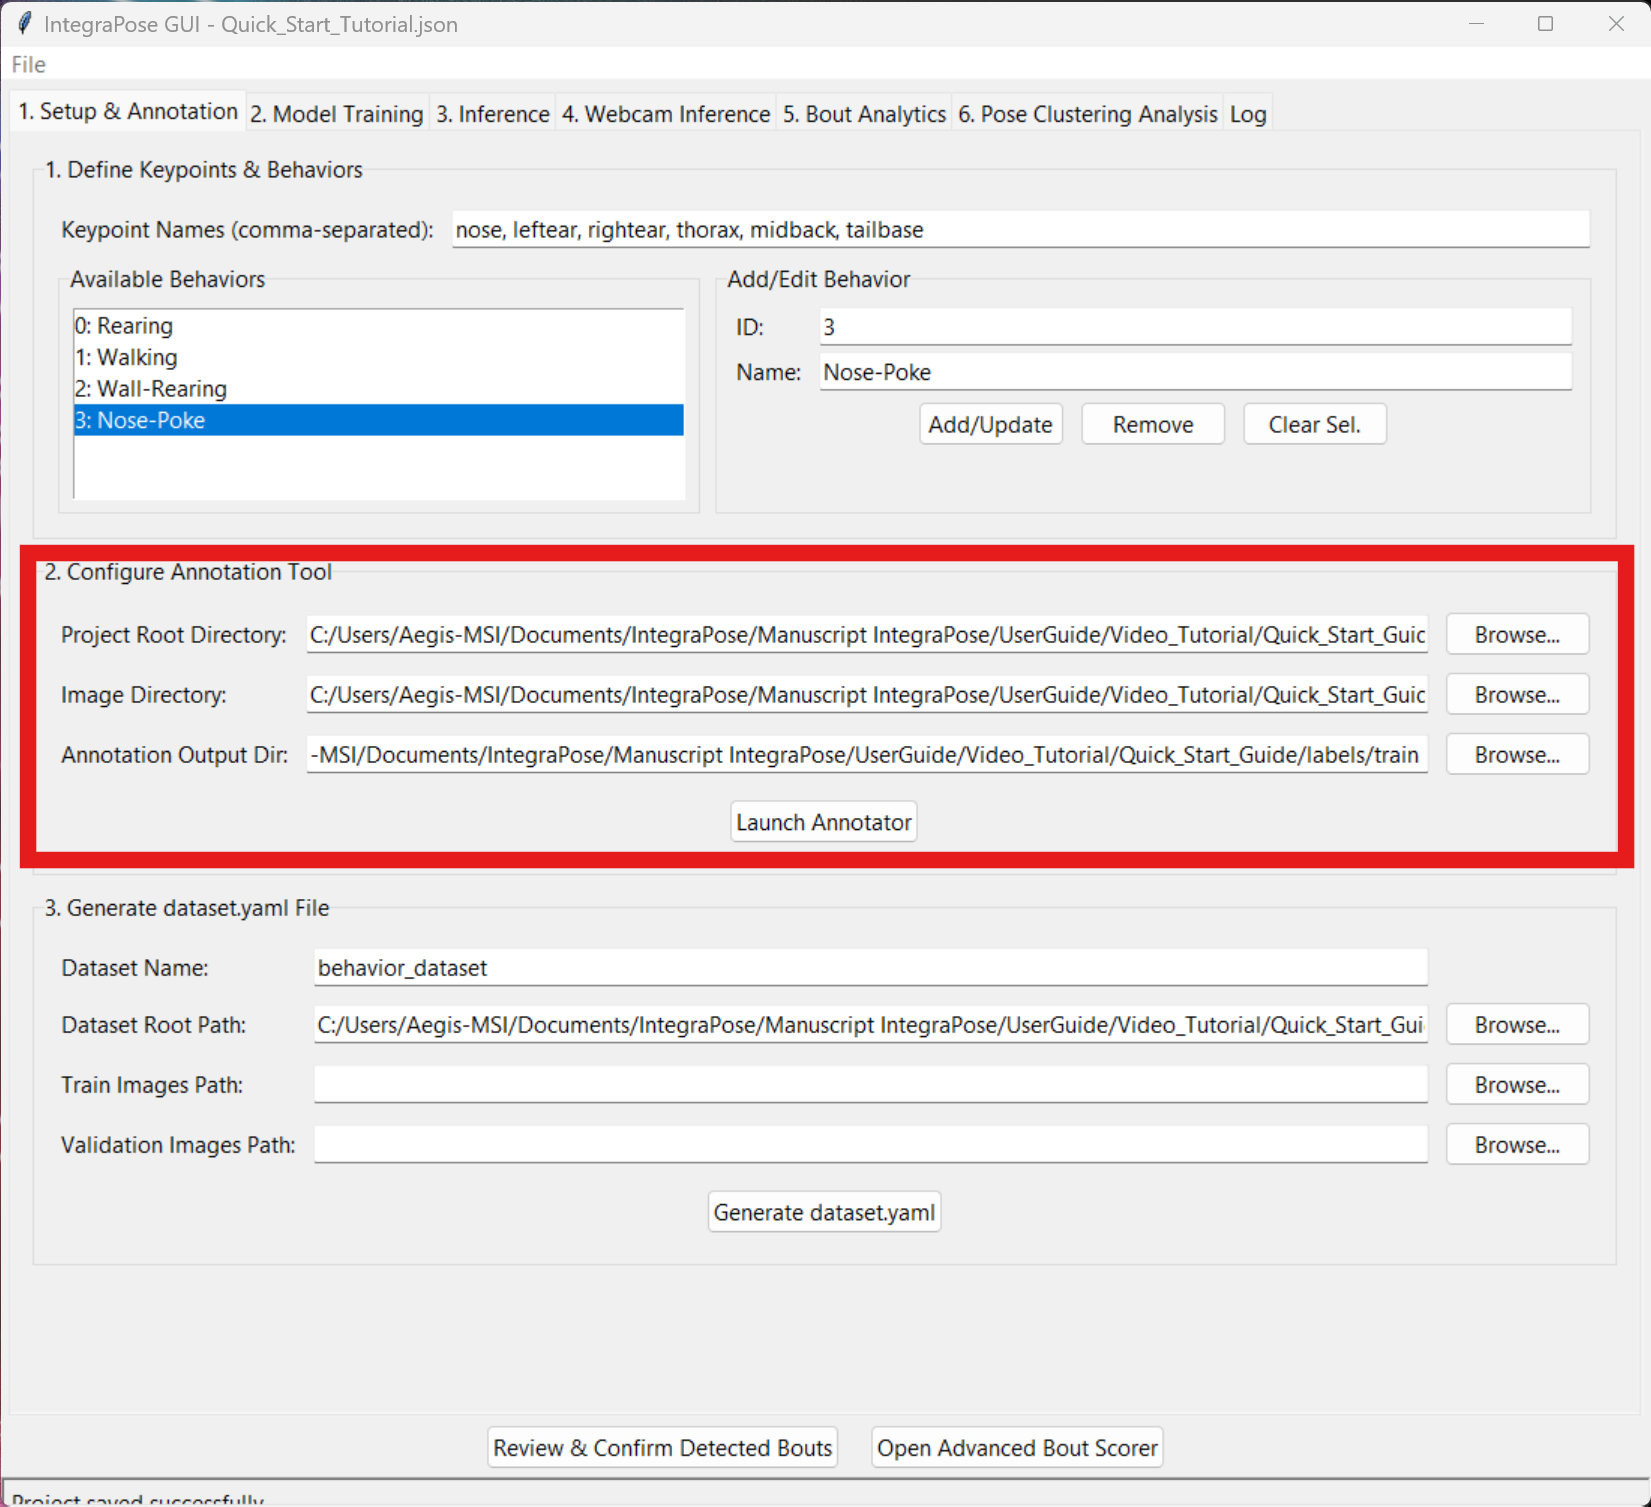 IntegraPose GUI - Quick_Start_Tutorial.json
File
1. Setup & Annotation 2. Model Training 3. Inference 4. Webcam Inference 5. Bout Analytics 6. Pose Clustering Analysis Log
1. Define Keypoints & Behaviors
Keypoint Names (comma-separated): nose, leftear, rightear, thorax, midback, tailbase
Available Behaviors
0: Rearing
1: Walking
2: Wall-Rearing
3: Nose-Poke
Add/Edit Behavior
ID: 3
Name: Nose-Poke
Add/Update Remove Clear Sel.
2. Configure Annotation Tool
Project Root Directory: C:/Users/Aegis-MSI/Documents/IntegraPose/Manuscript IntegraPose/UserGuide/Video_Tutorial/Quick_Start_Guic Browse...
Image Directory: C:/Users/Aegis-MSI/Documents/IntegraPose/Manuscript IntegraPose/UserGuide/Video_Tutorial/Quick_Start_Guic Browse...
Annotation Output Dir: -MSI/Documents/IntegraPose/Manuscript IntegraPose/UserGuide/Video_Tutorial/Quick_Start_Guide/labels/train Browse...
Launch Annotator
3. Generate dataset.yaml File
Dataset Name: behavior_dataset
Dataset Root Path: C:/Users/Aegis-MSI/Documents/IntegraPose/Manuscript IntegraPose/UserGuide/Video_Tutorial/Quick_Start_Gui Browse...
Train Images Path: Browse...
Validation Images Path: Browse...
Generate dataset.yaml
Review & Confirm Detected Bouts Open Advanced Bout Scorer
Project saved successfully